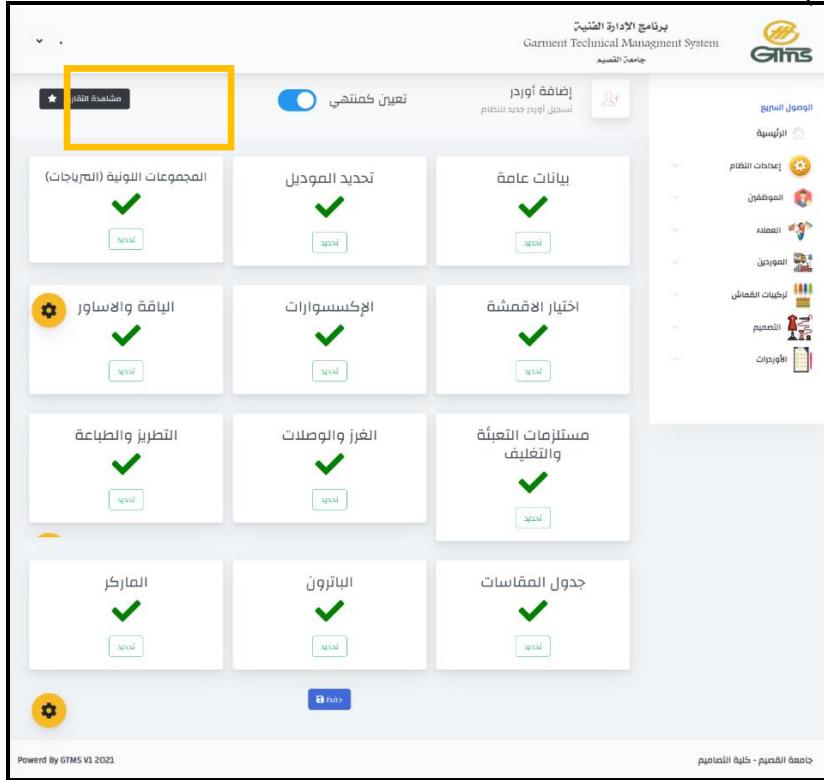 برنامج الإدارة الفنية
Garment Technical Managment System
جامعة القصيم
GTMS
إضافة أوردر
تسجيل أوردر جديد للنظام
تعيين كمنتهي
مشاهدة التقار
الوصول السريع
الرئيسية
إعدادات النظام
الموظفين
العملاء
الموردين
تركيبات القماش
التصميم
الأوردرات
بيانات عامة
تحديد
تحديد الموديل
تحديد
المجموعات اللونية (المرياجات)
تحديد
اختيار الاقمشة
تحديد
الإكسسوارات
تحديد
الياقة والاساور
تحديد
مستلزمات التعبئة
والتغليف
تحديد
الغرز والوصلات
تحديد
التطريز والطباعة
تحديد
جدول المقاسات
تحديد
الباترون
تحديد
الماركر
تحديد
حفظ
جامعة القصيم - كلية التصاميم
Powerd By GTMS V1 2021